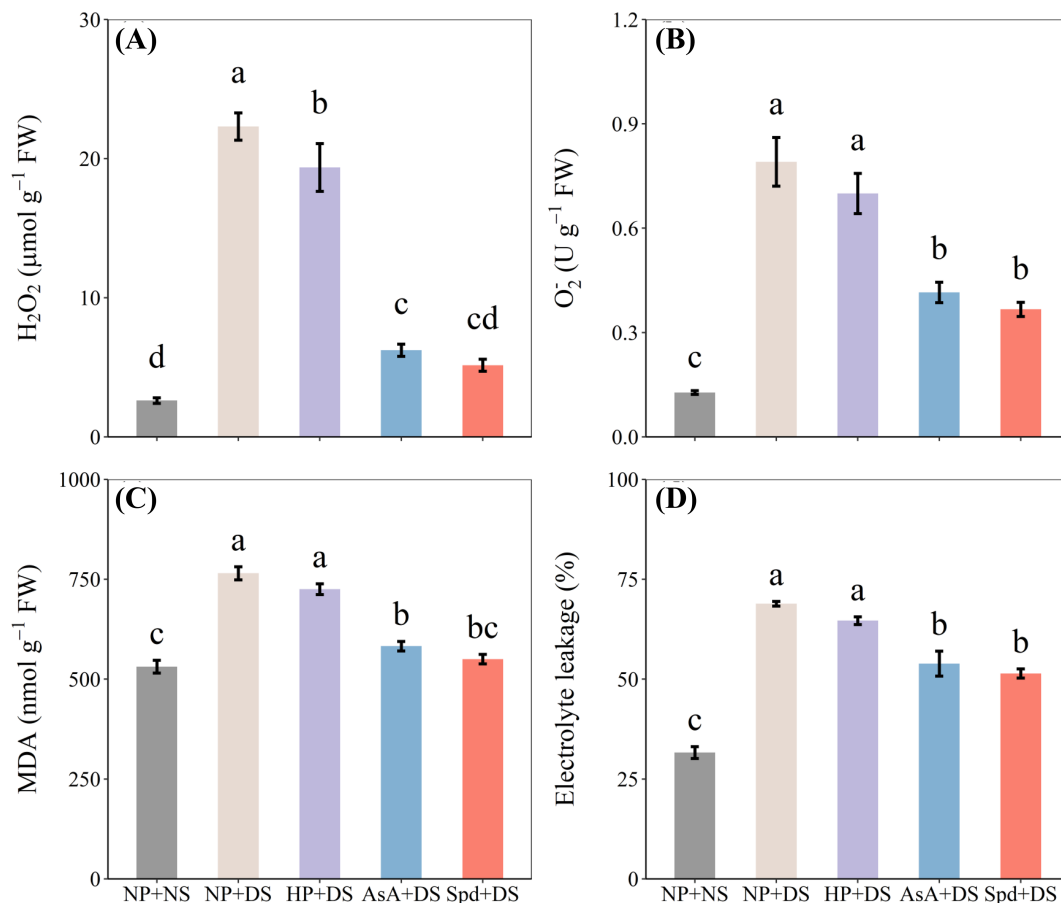 (A)
H₂O₂ (μmol g⁻¹ FW)
30
20
10
0
d
a
b
c
cd
(B)
O₂⁻ (U g⁻¹ FW)
1.2
0.9
0.6
0.3
0.0
c
a
a
b
b
(C)
MDA (nmol g⁻¹ FW)
1000
750
500
250
0
c
a
a
b
bc
NP+NS NP+DS HP+DS AsA+DS Spd+DS
(D)
Electrolyte leakage (%)
100
75
50
25
0
c
a
a
b
b
NP+NS NP+DS HP+DS AsA+DS Spd+DS